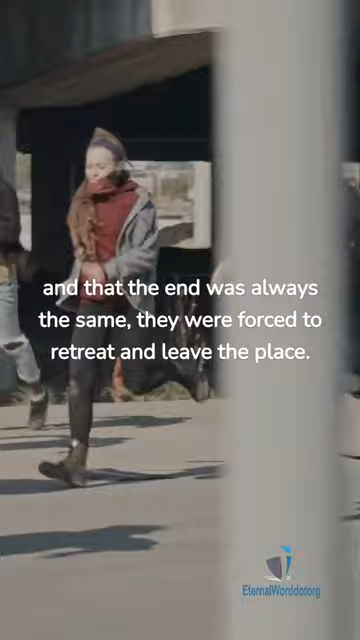 and that the end was always
the same, they were forced to
retreat and leave the place.
EternalWorddotorg